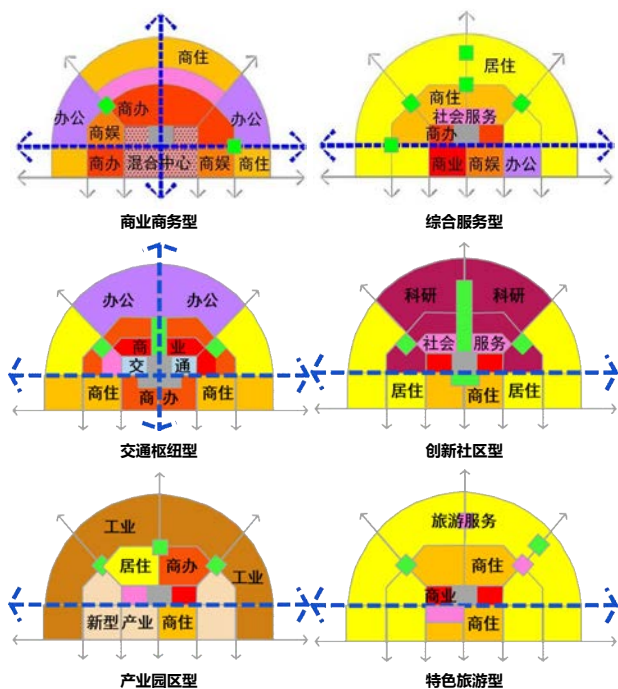 商住
办公
商办
办公
商娱
商办
混合中心
商娱
商住
商业商务型
居住
商住
社会服务
商办
商业
商娱
办公
综合服务型
办公
办公
商业
交通
商住
商办
商住
交通枢纽型
科研
科研
社会服务
居住
商住
居住
创新社区型
工业
居住
商办
工业
新型产业
商住
产业园区型
旅游服务
商住
商业
商住
特色旅游型